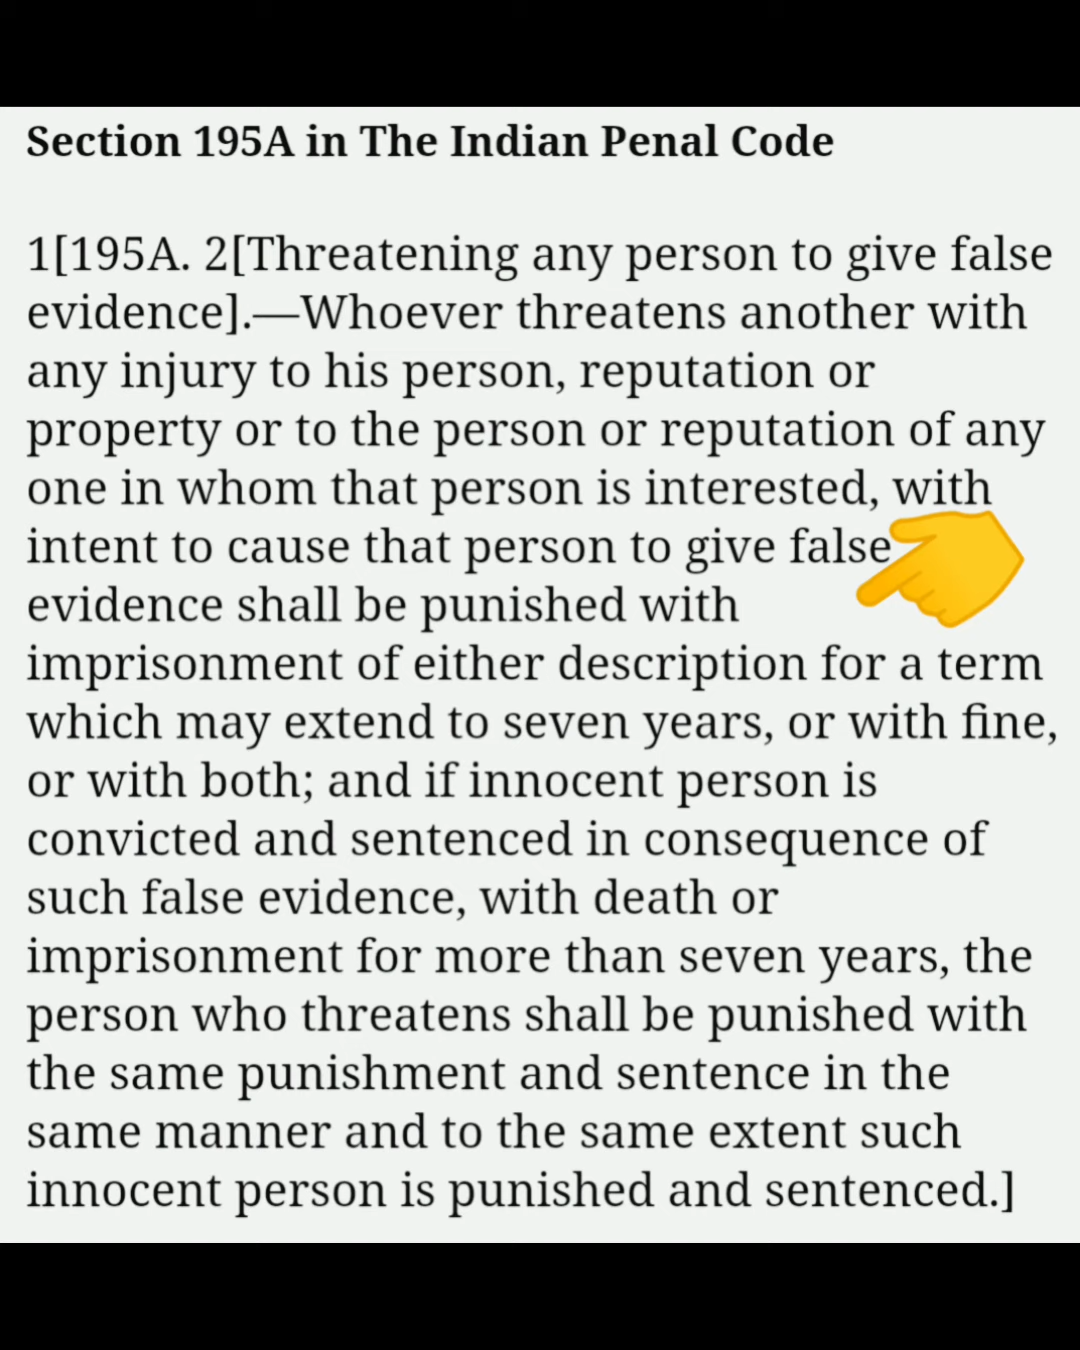 Section 195A in The Indian Penal Code
1[195A. 2[Threatening any person to give false
evidence].—Whoever threatens another with
any injury to his person, reputation or
property or to the person or reputation of any
one in whom that person is interested, with
intent to cause that person to give false
evidence shall be punished with
imprisonment of either description for a term
which may extend to seven years, or with fine,
or with both; and if innocent person is
convicted and sentenced in consequence of
such false evidence, with death or
imprisonment for more than seven years, the
person who threatens shall be punished with
the same punishment and sentence in the
same manner and to the same extent such
innocent person is punished and sentenced.]